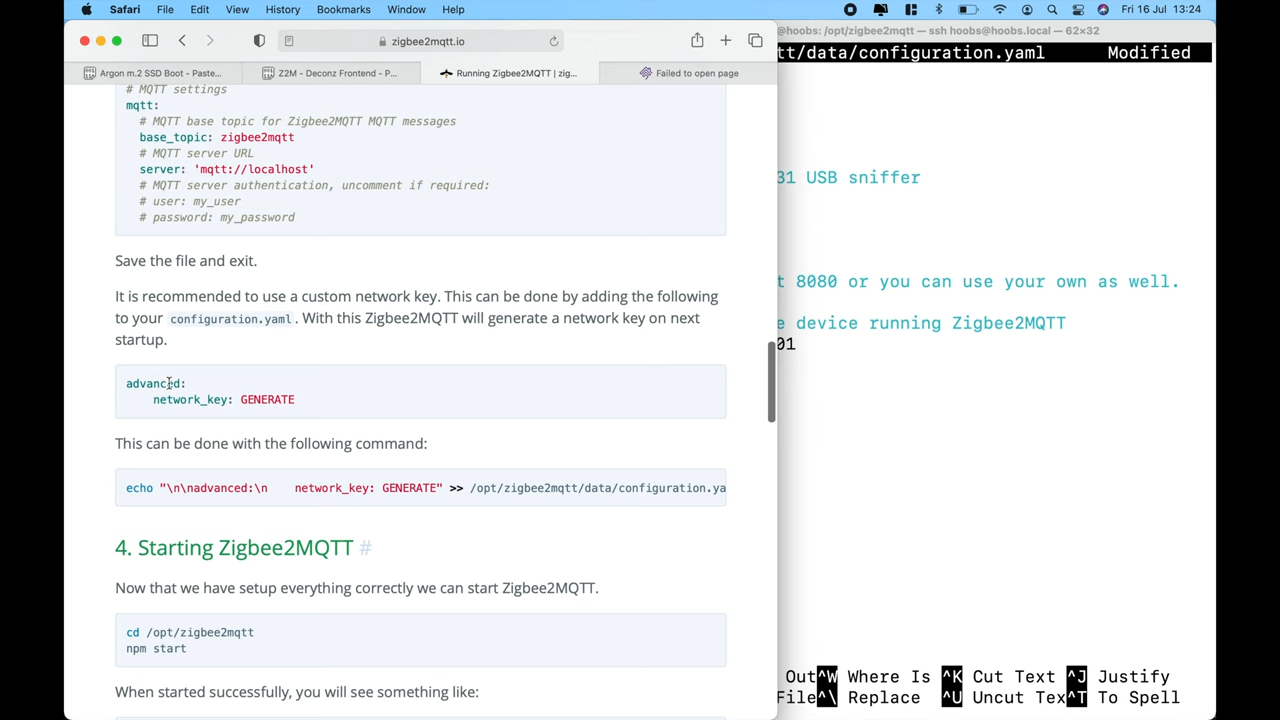 Safari File Edit View History Bookmarks Window Help Fri 16 Jul 13:24
zigbee2mqtt.io
Argon m.2 SSD Boot - Paste... Z2M - Deconz Frontend - P... Running Zigbee2MQTT | zig... Failed to open page
# MQTT settings
mqtt:
# MQTT base topic for Zigbee2MQTT MQTT messages
base_topic: zigbee2mqtt
# MQTT server URL
server: 'mqtt://localhost'
# MQTT server authentication, uncomment if required:
# user: my_user
# password: my_password
Save the file and exit.
It is recommended to use a custom network key. This can be done by adding the following
to your configuration.yaml. With this Zigbee2MQTT will generate a network key on next
startup.
advanced:
network_key: GENERATE
This can be done with the following command:
echo "\n\nadvanced:\n    network_key: GENERATE" >> /opt/zigbee2mqtt/data/configuration.ya
4. Starting Zigbee2MQTT #
Now that we have setup everything correctly we can start Zigbee2MQTT.
cd /opt/zigbee2mqtt
npm start
When started successfully, you will see something like:
@hoobs: /opt/zigbee2mqtt — ssh hoobs@hoobs.local — 62×32
tt/data/configuration.yaml Modified
31 USB sniffer
t 8080 or you can use your own as well.
e device running Zigbee2MQTT
01
Out ^W Where Is ^K Cut Text ^J Justify
File ^\ Replace ^U Uncut Tex ^T To Spell